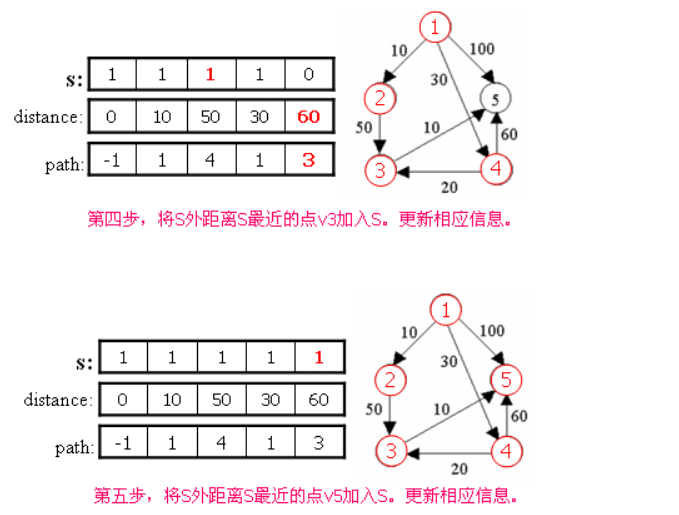 s: 1 1 1 1 0
distance: 0 10 50 30 60
path: -1 1 4 1 3
1
10 100
30
2 5
50 10 60
3 4
20
第四步，将S外距离S最近的点v3加入S。更新相应信息。
s: 1 1 1 1 1
distance: 0 10 50 30 60
path: -1 1 4 1 3
1
10 100
30
2 5
50 10 60
3 4
20
第五步，将S外距离S最近的点v5加入S。更新相应信息。